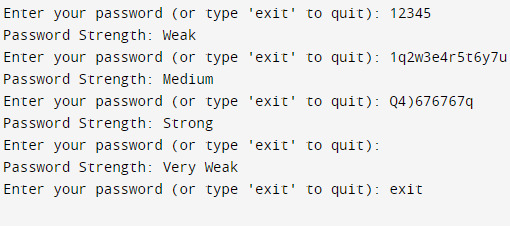 Enter your password (or type 'exit' to quit): 12345
Password Strength: Weak
Enter your password (or type 'exit' to quit): 1q2w3e4r5t6y7u
Password Strength: Medium
Enter your password (or type 'exit' to quit): Q4)676767q
Password Strength: Strong
Enter your password (or type 'exit' to quit):
Password Strength: Very Weak
Enter your password (or type 'exit' to quit): exit